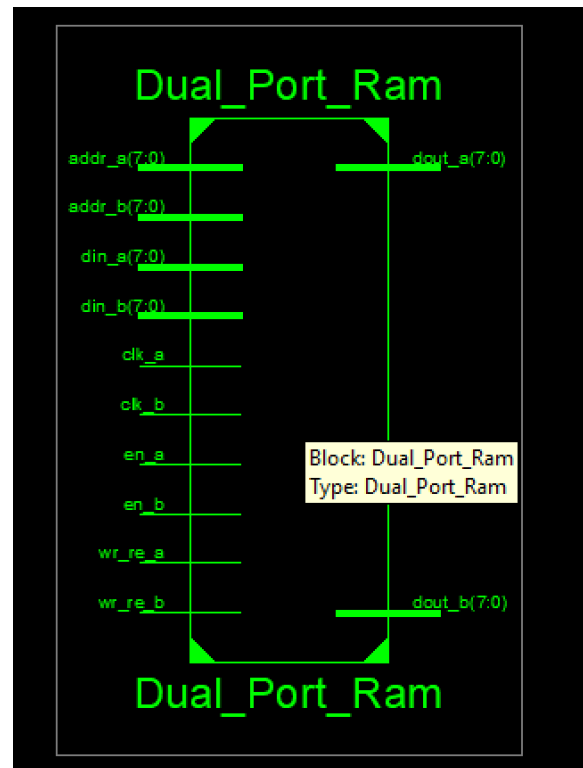 Dual_Port_Ram
addr_a(7:0)
dout_a(7:0)
addr_b(7:0)
din_a(7:0)
din_b(7:0)
clk_a
clk_b
en_a
Block: Dual_Port_Ram
Type: Dual_Port_Ram
en_b
wr_re_a
wr_re_b
dout_b(7:0)
Dual_Port_Ram